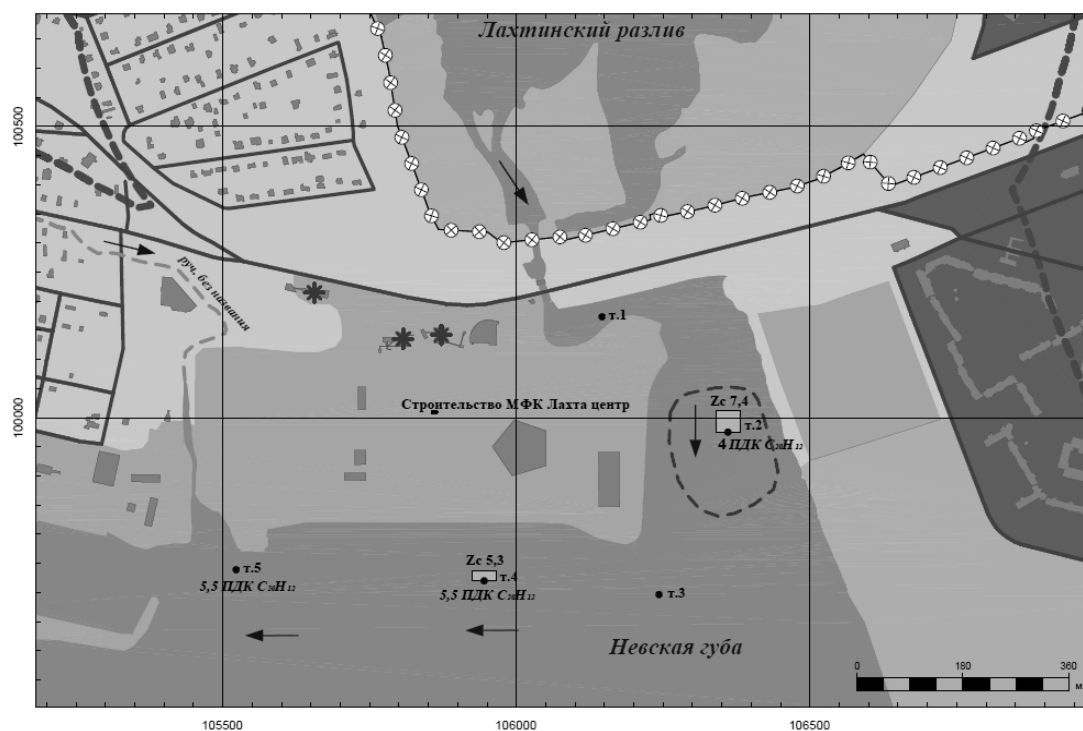 Лахтинский разлив
100500
руч. без названия
т.1
Строительство МФК Лахта центр
100000
Zc 7,4
т.2
4 ПДК C₂₀H₁₂
Zc 5,3
т.5
т.4
5,5 ПДК C₂₀H₁₂
5,5 ПДК C₂₀H₁₂
т.3
Невская губа
0 180 360
м
105500 106000 106500